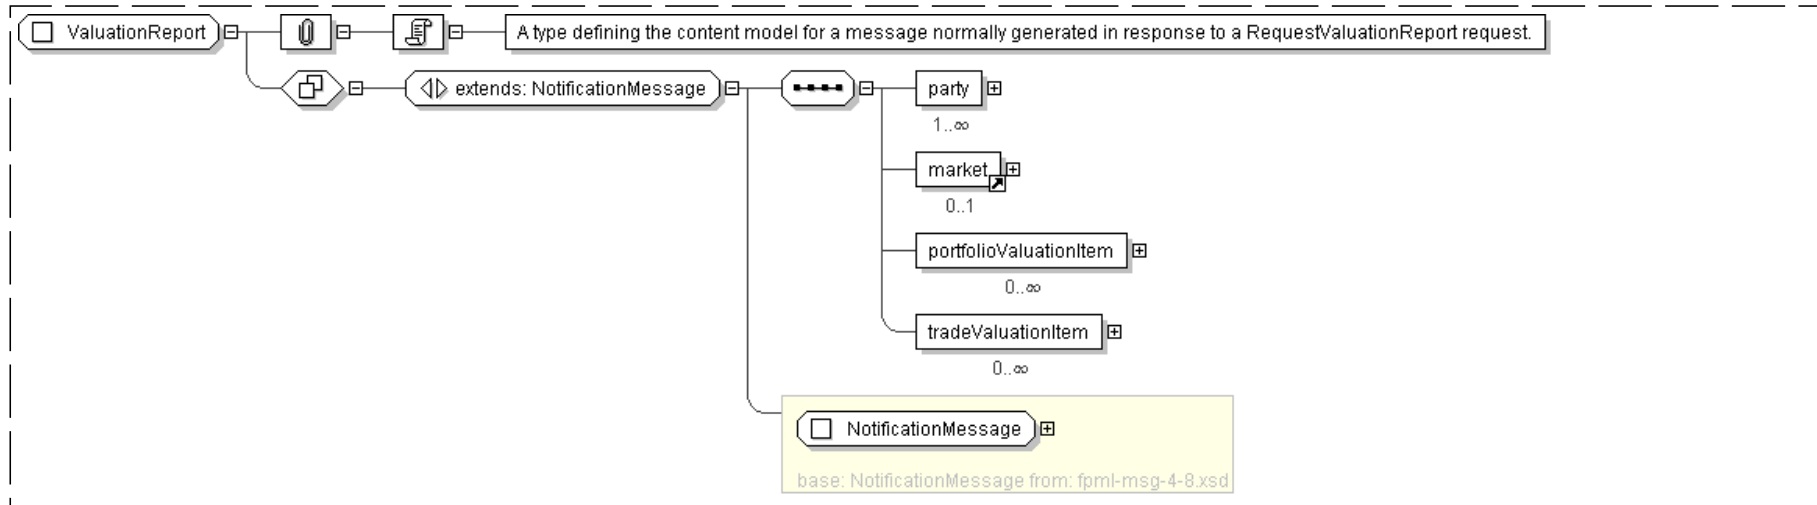 ValuationReport
A type defining the content model for a message normally generated in response to a RequestValuationReport request.
extends: NotificationMessage
party
1..∞
market
0..1
portfolioValuationItem
0..∞
tradeValuationItem
0..∞
NotificationMessage
base: NotificationMessage from: fpml-msg-4-8.xsd